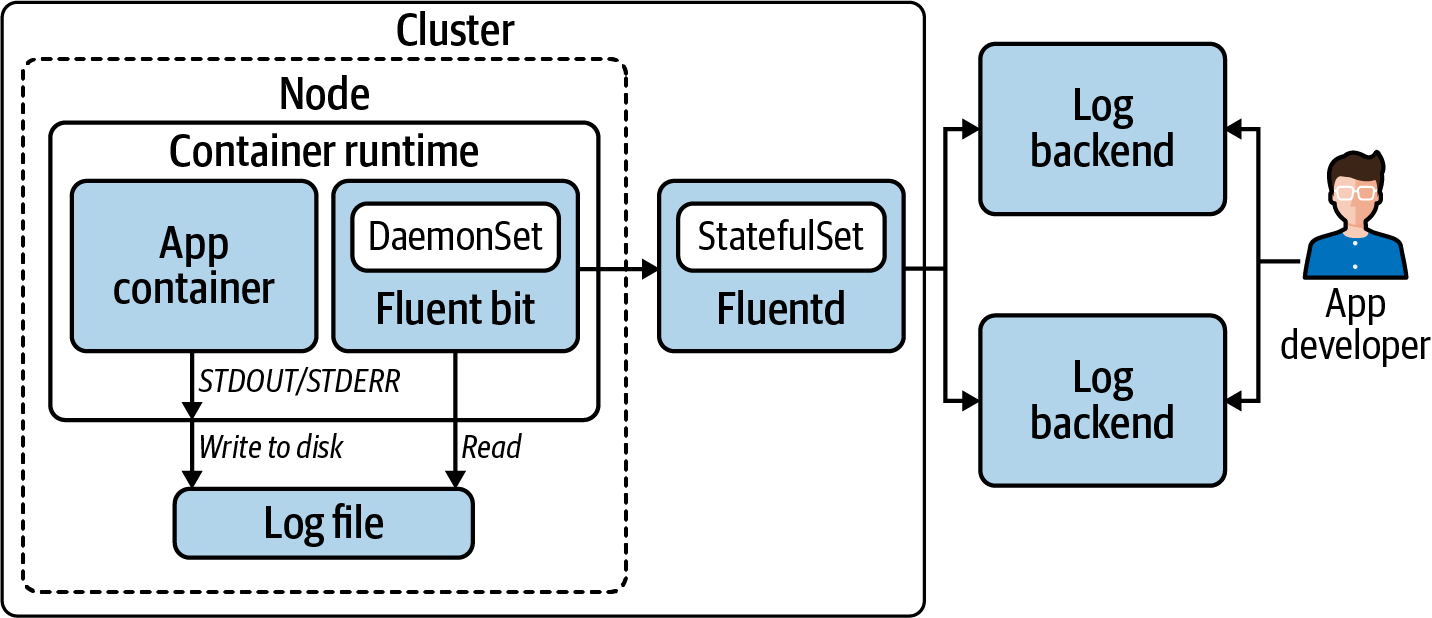 Cluster
Node
Container runtime
App
container
DaemonSet
Fluent bit
StatefulSet
Fluentd
STDOUT/STDERR
Write to disk
Read
Log file
Log
backend
Log
backend
App
developer